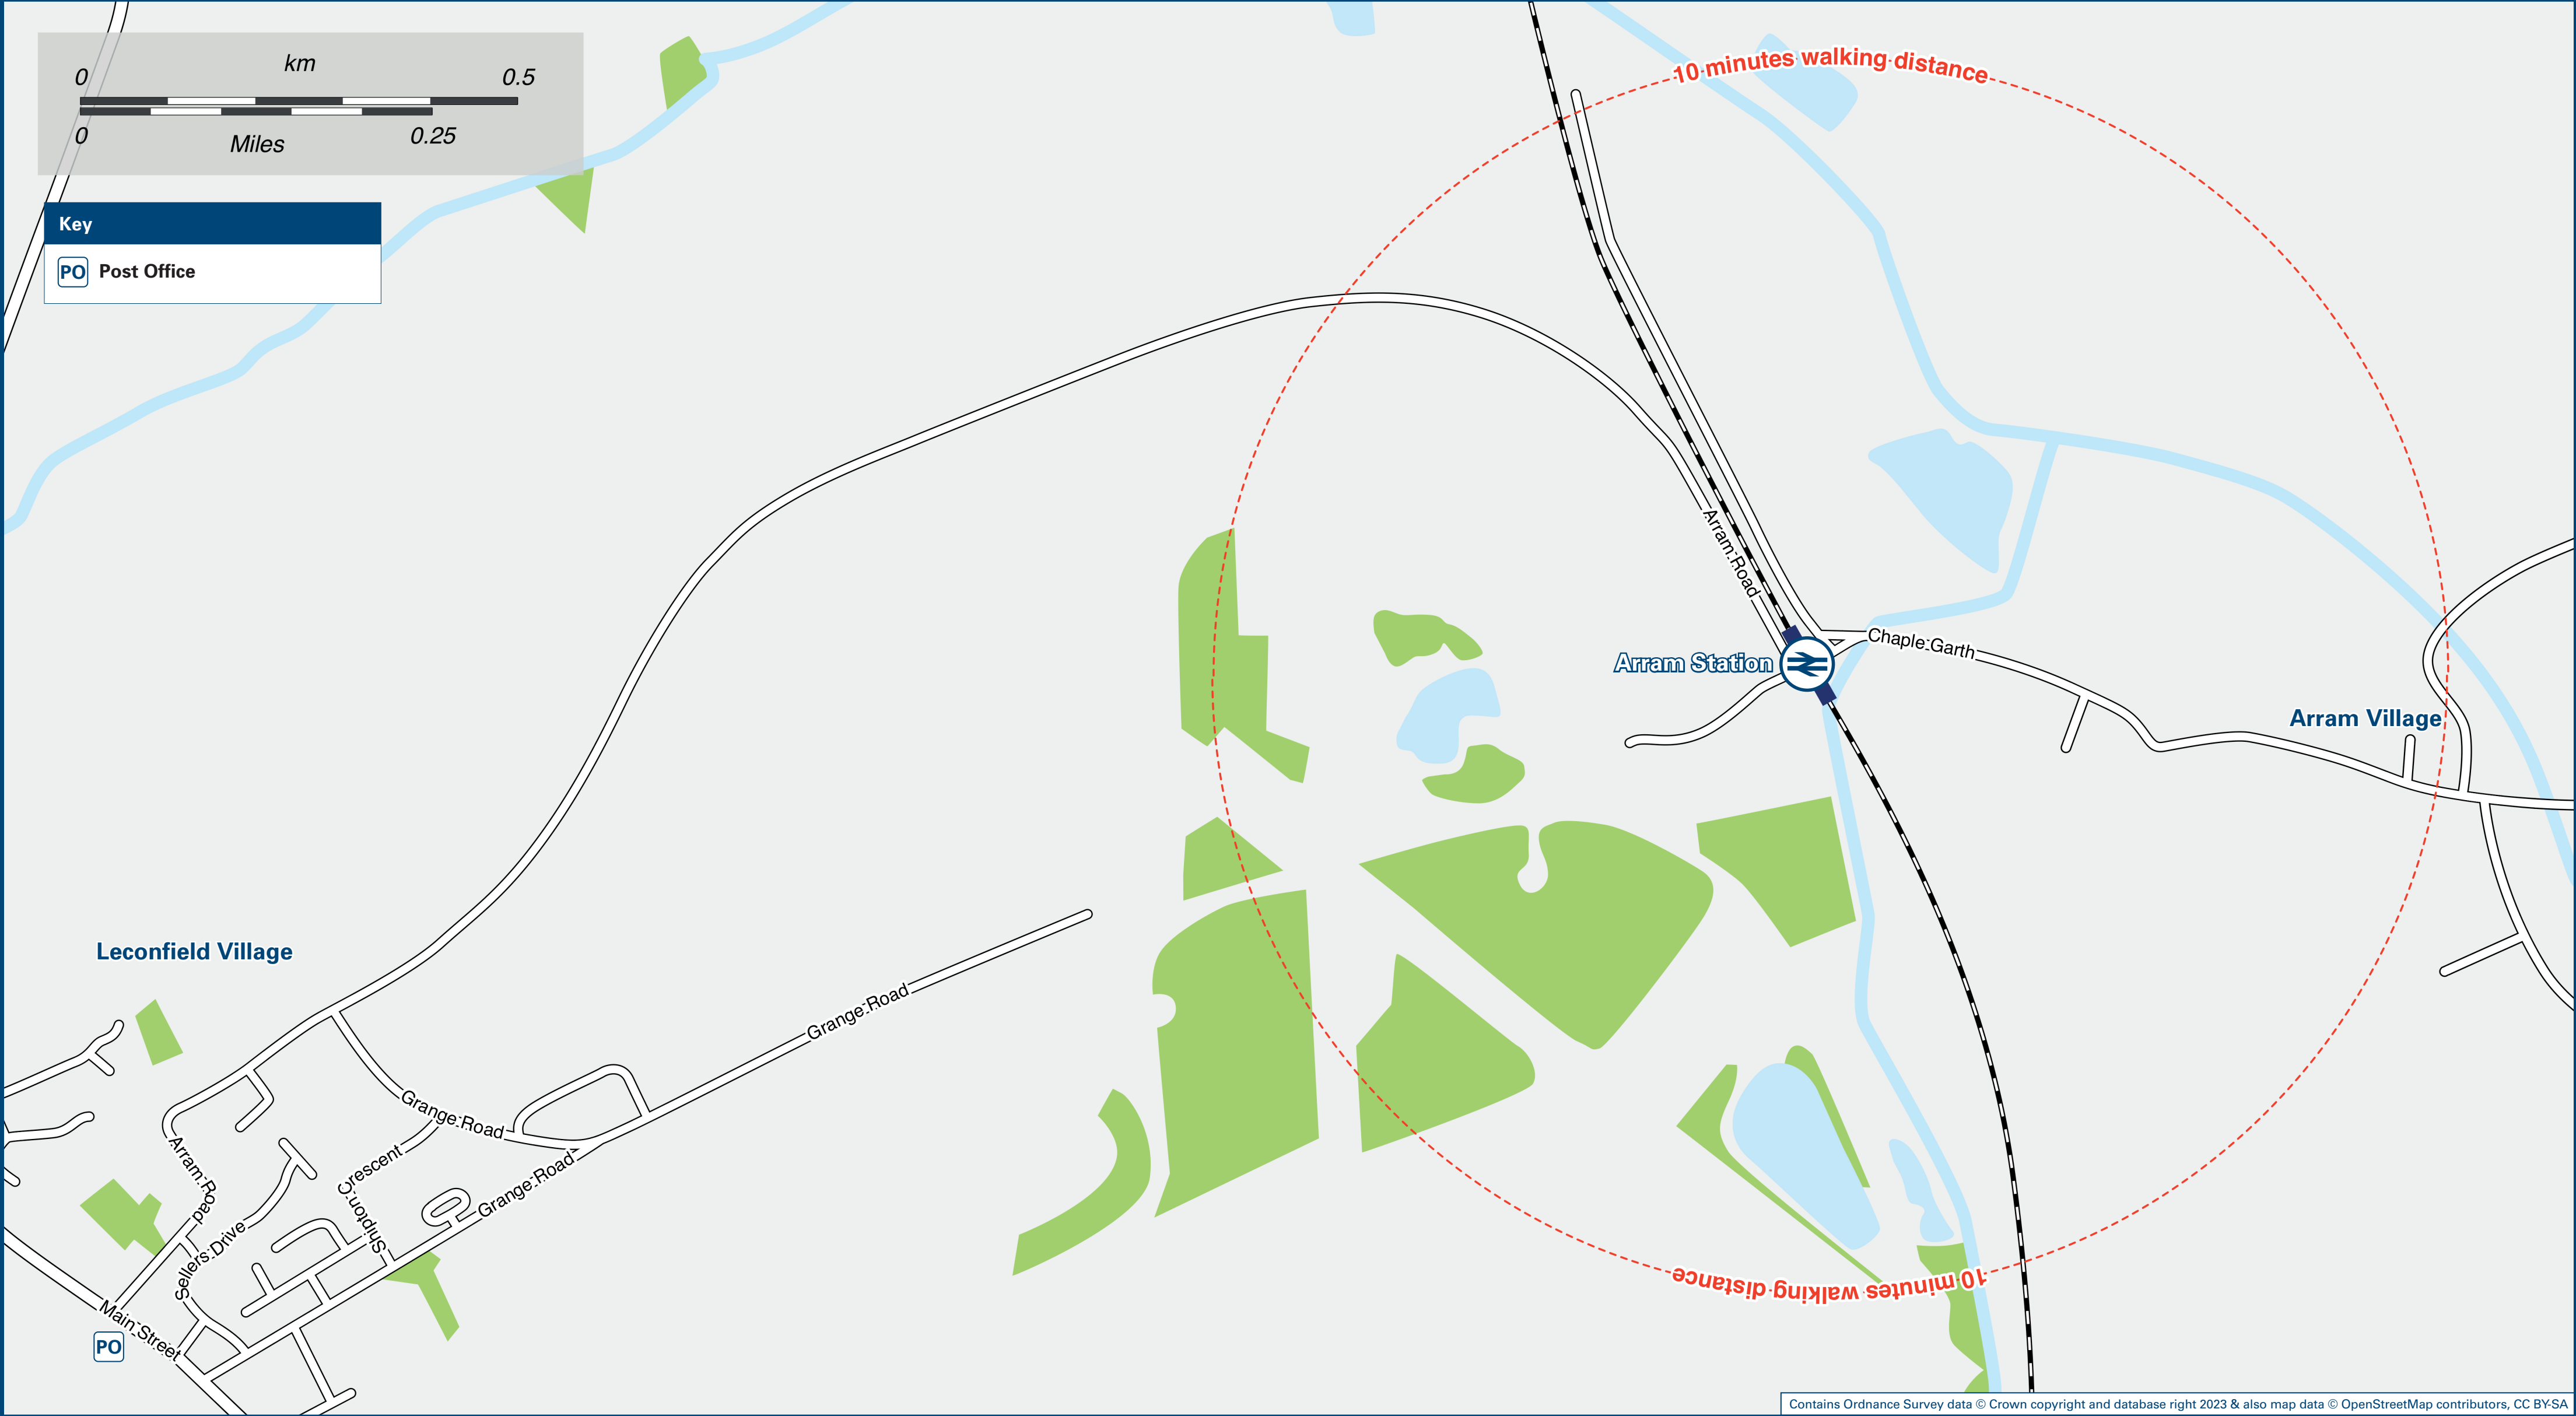 km
0 0.5
0 0.25
Miles
Key
PO Post Office
10 minutes walking distance
Arram Road
Arram Station
Chaple Garth
Arram Village
Leconfield Village
Grange Road
Grange Road
Grange Road
Arram Road
Shipton Crescent
Sellers Drive
Main Street
PO
10 minutes walking distance
Contains Ordnance Survey data © Crown copyright and database right 2023 & also map data © OpenStreetMap contributors, CC BY-SA